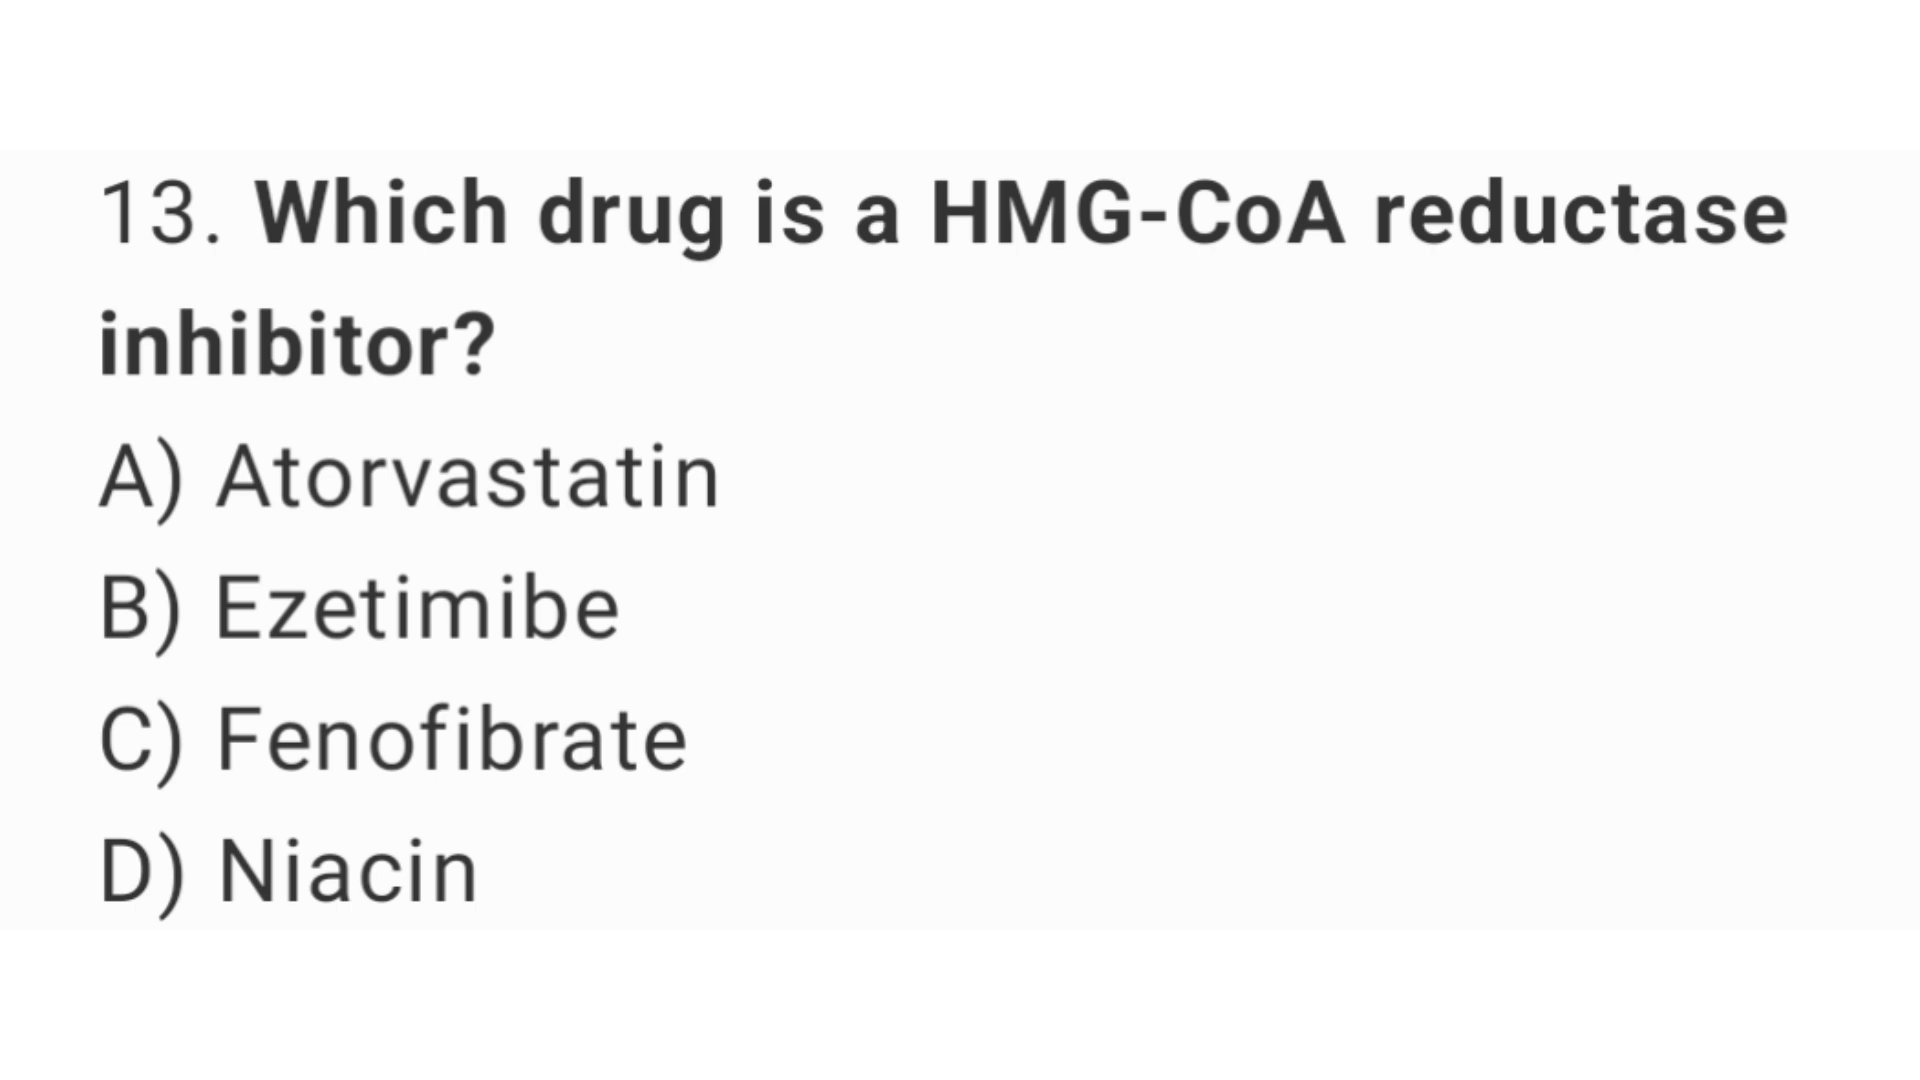 13. Which drug is a HMG-CoA reductase
inhibitor?
A) Atorvastatin
B) Ezetimibe
C) Fenofibrate
D) Niacin